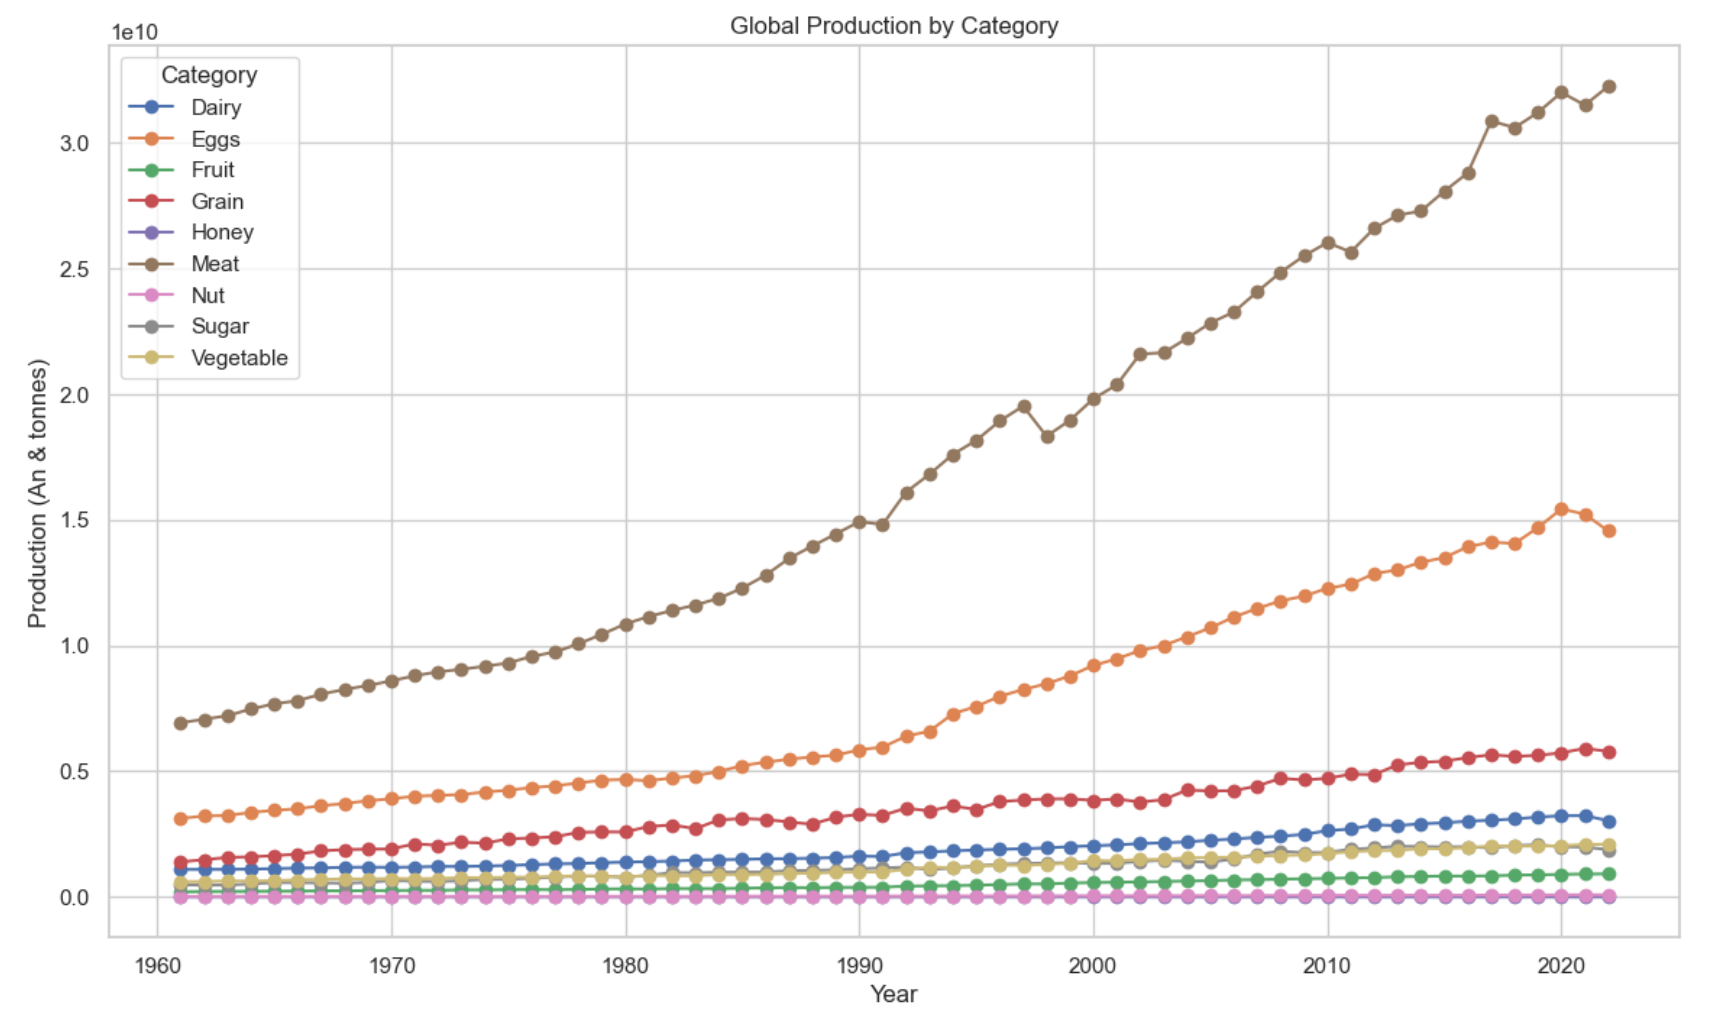 Global Production by Category
1e10
Category
Dairy
Eggs
Fruit
Grain
Honey
Meat
Nut
Sugar
Vegetable
3.0
2.5
2.0
1.5
1.0
0.5
0.0
Production (An & tonnes)
1960 1970 1980 1990 2000 2010 2020
Year